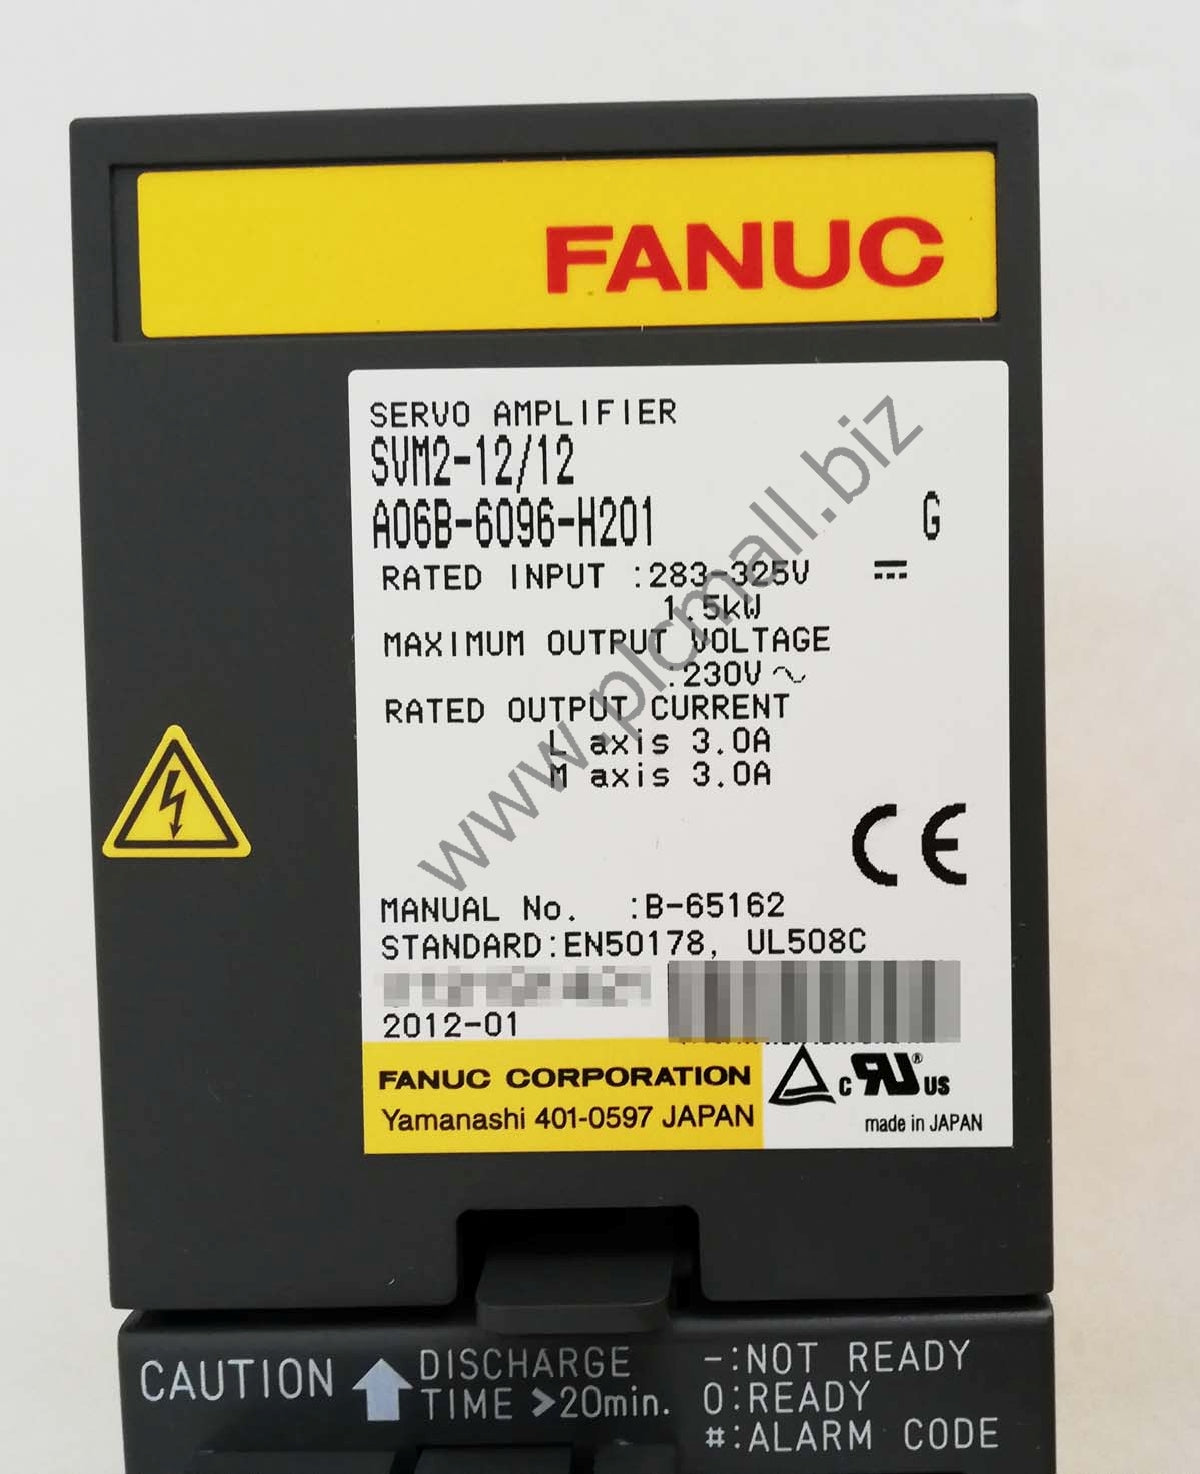 FANUC
SERVO AMPLIFIER
SVM2-12/12
A06B-6096-H201 G
RATED INPUT :283-325V ⎓
1.5kW
MAXIMUM OUTPUT VOLTAGE
:230V ~
RATED OUTPUT CURRENT
L axis 3.0A
M axis 3.0A
CE
MANUAL No. :B-65162
STANDARD:EN50178, UL508C
2012-01
FANUC CORPORATION
Yamanashi 401-0597 JAPAN
c RU ® US
made in JAPAN
www.plcmall.biz
CAUTION
DISCHARGE
TIME >20min.
-:NOT READY
0:READY
#:ALARM CODE